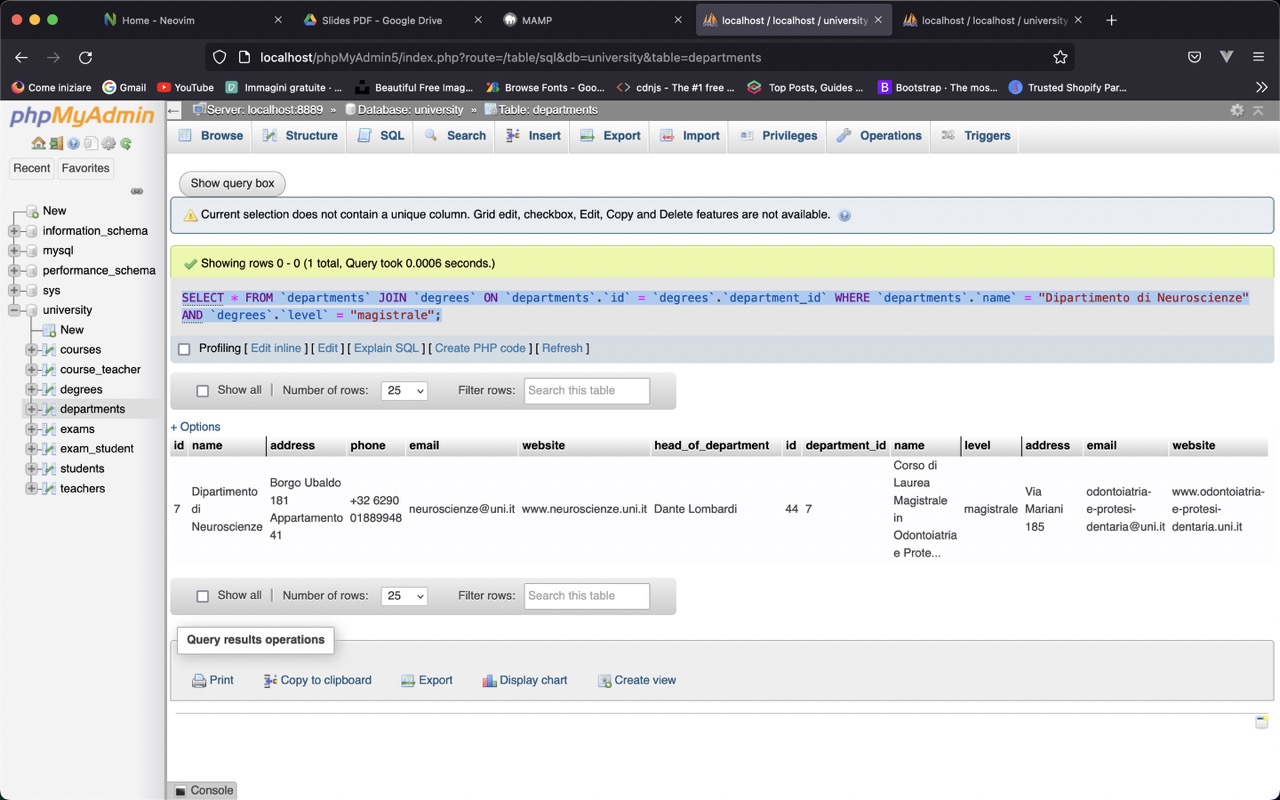 Home - Neovim
Slides PDF - Google Drive
MAMP
localhost / localhost / university
localhost / localhost / university
localhost/phpMyAdmin5/index.php?route=/table/sql&db=university&table=departments
Come iniziare
Gmail
YouTube
Immagini gratuite · ...
Beautiful Free Imag...
Browse Fonts - Goo...
cdnjs - The #1 free ...
Top Posts, Guides ...
Bootstrap · The mos...
Trusted Shopify Par...
phpMyAdmin
Server: localhost:8889 » Database: university » Table: departments
Browse Structure SQL Search Insert Export Import Privileges Operations Triggers
Recent Favorites
New
information_schema
mysql
performance_schema
sys
university
New
courses
course_teacher
degrees
departments
exams
exam_student
students
teachers
Show query box
Current selection does not contain a unique column. Grid edit, checkbox, Edit, Copy and Delete features are not available.
Showing rows 0 - 0 (1 total, Query took 0.0006 seconds.)
SELECT * FROM `departments` JOIN `degrees` ON `departments`.`id` = `degrees`.`department_id` WHERE `departments`.`name` = "Dipartimento di Neuroscienze"
AND `degrees`.`level` = "magistrale";
Profiling [ Edit inline ] [ Edit ] [ Explain SQL ] [ Create PHP code ] [ Refresh ]
Show all | Number of rows: 25 Filter rows: Search this table
+ Options
id name address phone email website head_of_department id department_id name level address email website
7
Dipartimento
di
Neuroscienze
Borgo Ubaldo
181
Appartamento
41
+32 6290
01889948
neuroscienze@uni.it
www.neuroscienze.uni.it
Dante Lombardi
44
7
Corso di
Laurea
Magistrale
in
Odontoiatria
e Prote...
magistrale
Via
Mariani
185
odontoiatria-
e-protesi-
dentaria@uni.it
www.odontoiatria-
e-protesi-
dentaria.uni.it
Show all | Number of rows: 25 Filter rows: Search this table
Query results operations
Print Copy to clipboard Export Display chart Create view
Console